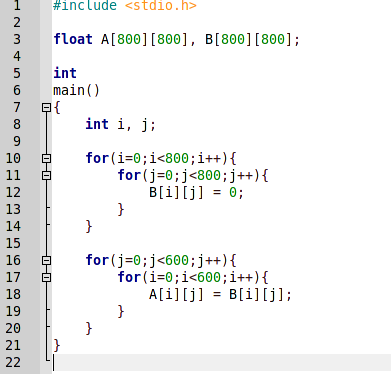 1 #include <stdio.h>
2
3 float A[800][800], B[800][800];
4
5 int
6 main()
7 {
8     int i, j;
9
10     for(i=0;i<800;i++){
11         for(j=0;j<800;j++){
12             B[i][j] = 0;
13         }
14     }
15
16     for(j=0;j<600;j++){
17         for(i=0;i<600;i++){
18             A[i][j] = B[i][j];
19         }
20     }
21 }
22